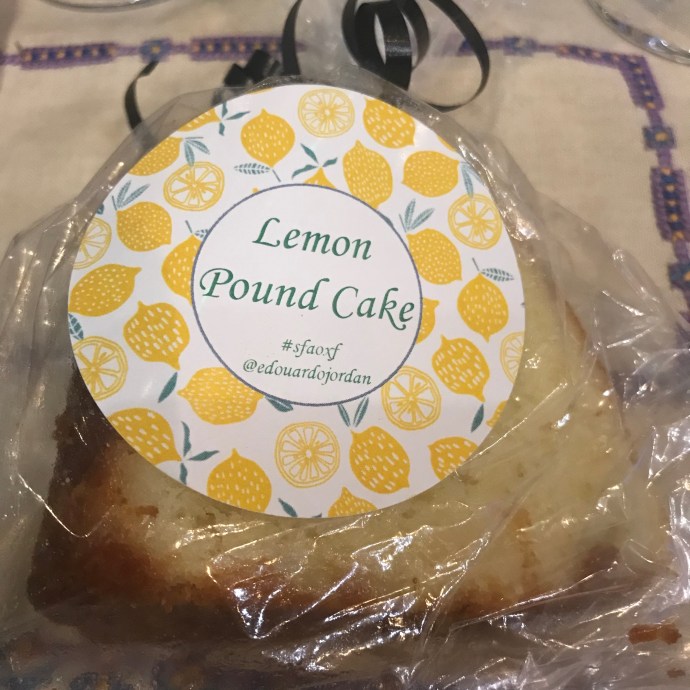 Lemon
Pound Cake
#sfaoxf
@edouardojordan